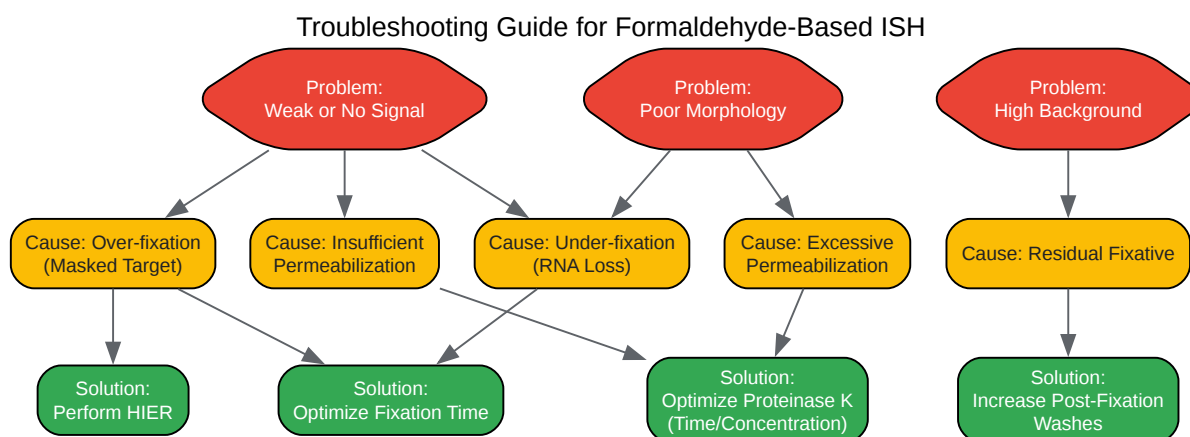 Troubleshooting Guide for Formaldehyde-Based ISH
Problem:
Weak or No Signal
Problem:
Poor Morphology
Problem:
High Background
Cause: Over-fixation
(Masked Target)
Cause: Insufficient
Permeabilization
Cause: Under-fixation
(RNA Loss)
Cause: Excessive
Permeabilization
Cause: Residual Fixative
Solution:
Perform HIER
Solution:
Optimize Fixation Time
Solution:
Optimize Proteinase K
(Time/Concentration)
Solution:
Increase Post-Fixation
Washes